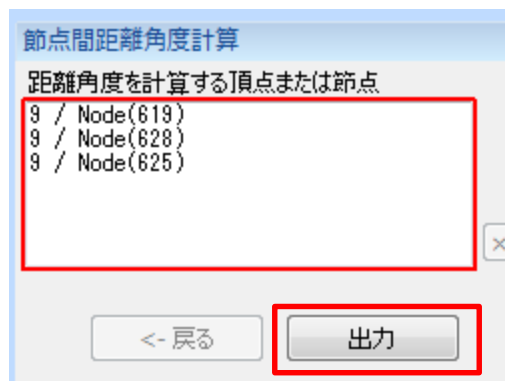 節点間距離角度計算
距離角度を計算する頂点または節点
9 / Node(619)
9 / Node(628)
9 / Node(625)
<- 戻る
出力